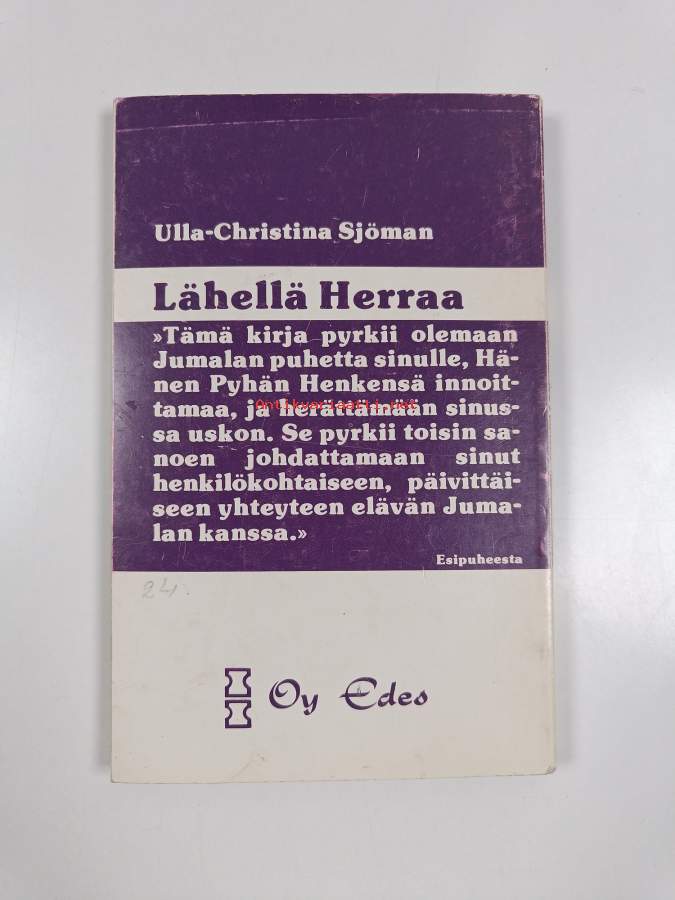 Ulla-Christina Sjöman
Lähellä Herraa
»Tämä kirja pyrkii olemaan
Jumalan puhetta sinulle, Hä-
nen Pyhän Henkensä innoit-
tamaa, ja herättämään sinus-
Antikvariaatti.net
sa uskon. Se pyrkii toisin sa-
noen johdattamaan sinut
henkilökohtaiseen, päivittäi-
seen yhteyteen elävän Juma-
lan kanssa.»
Esipuheesta
24.
Oy Edes